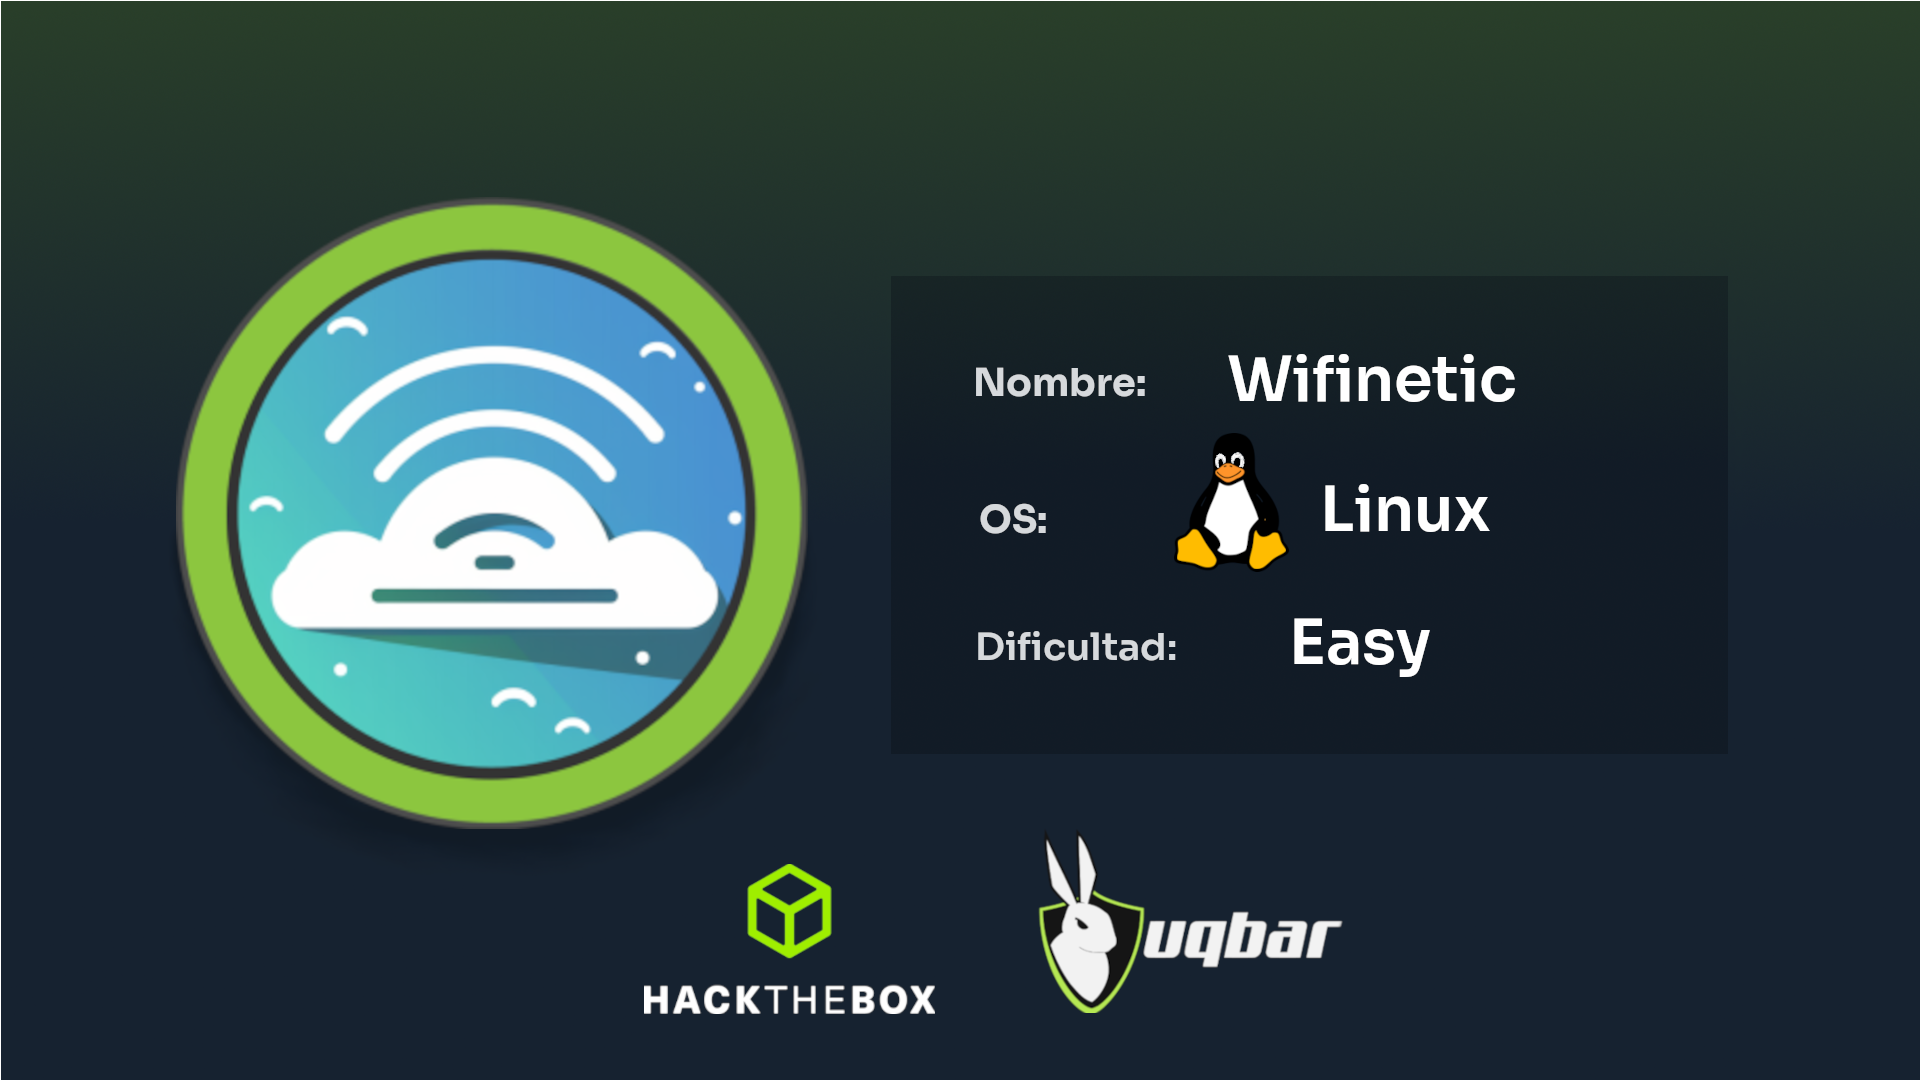 Nombre: Wifinetic
OS: Linux
Dificultad: Easy
HACKTHEBOX
uqbar